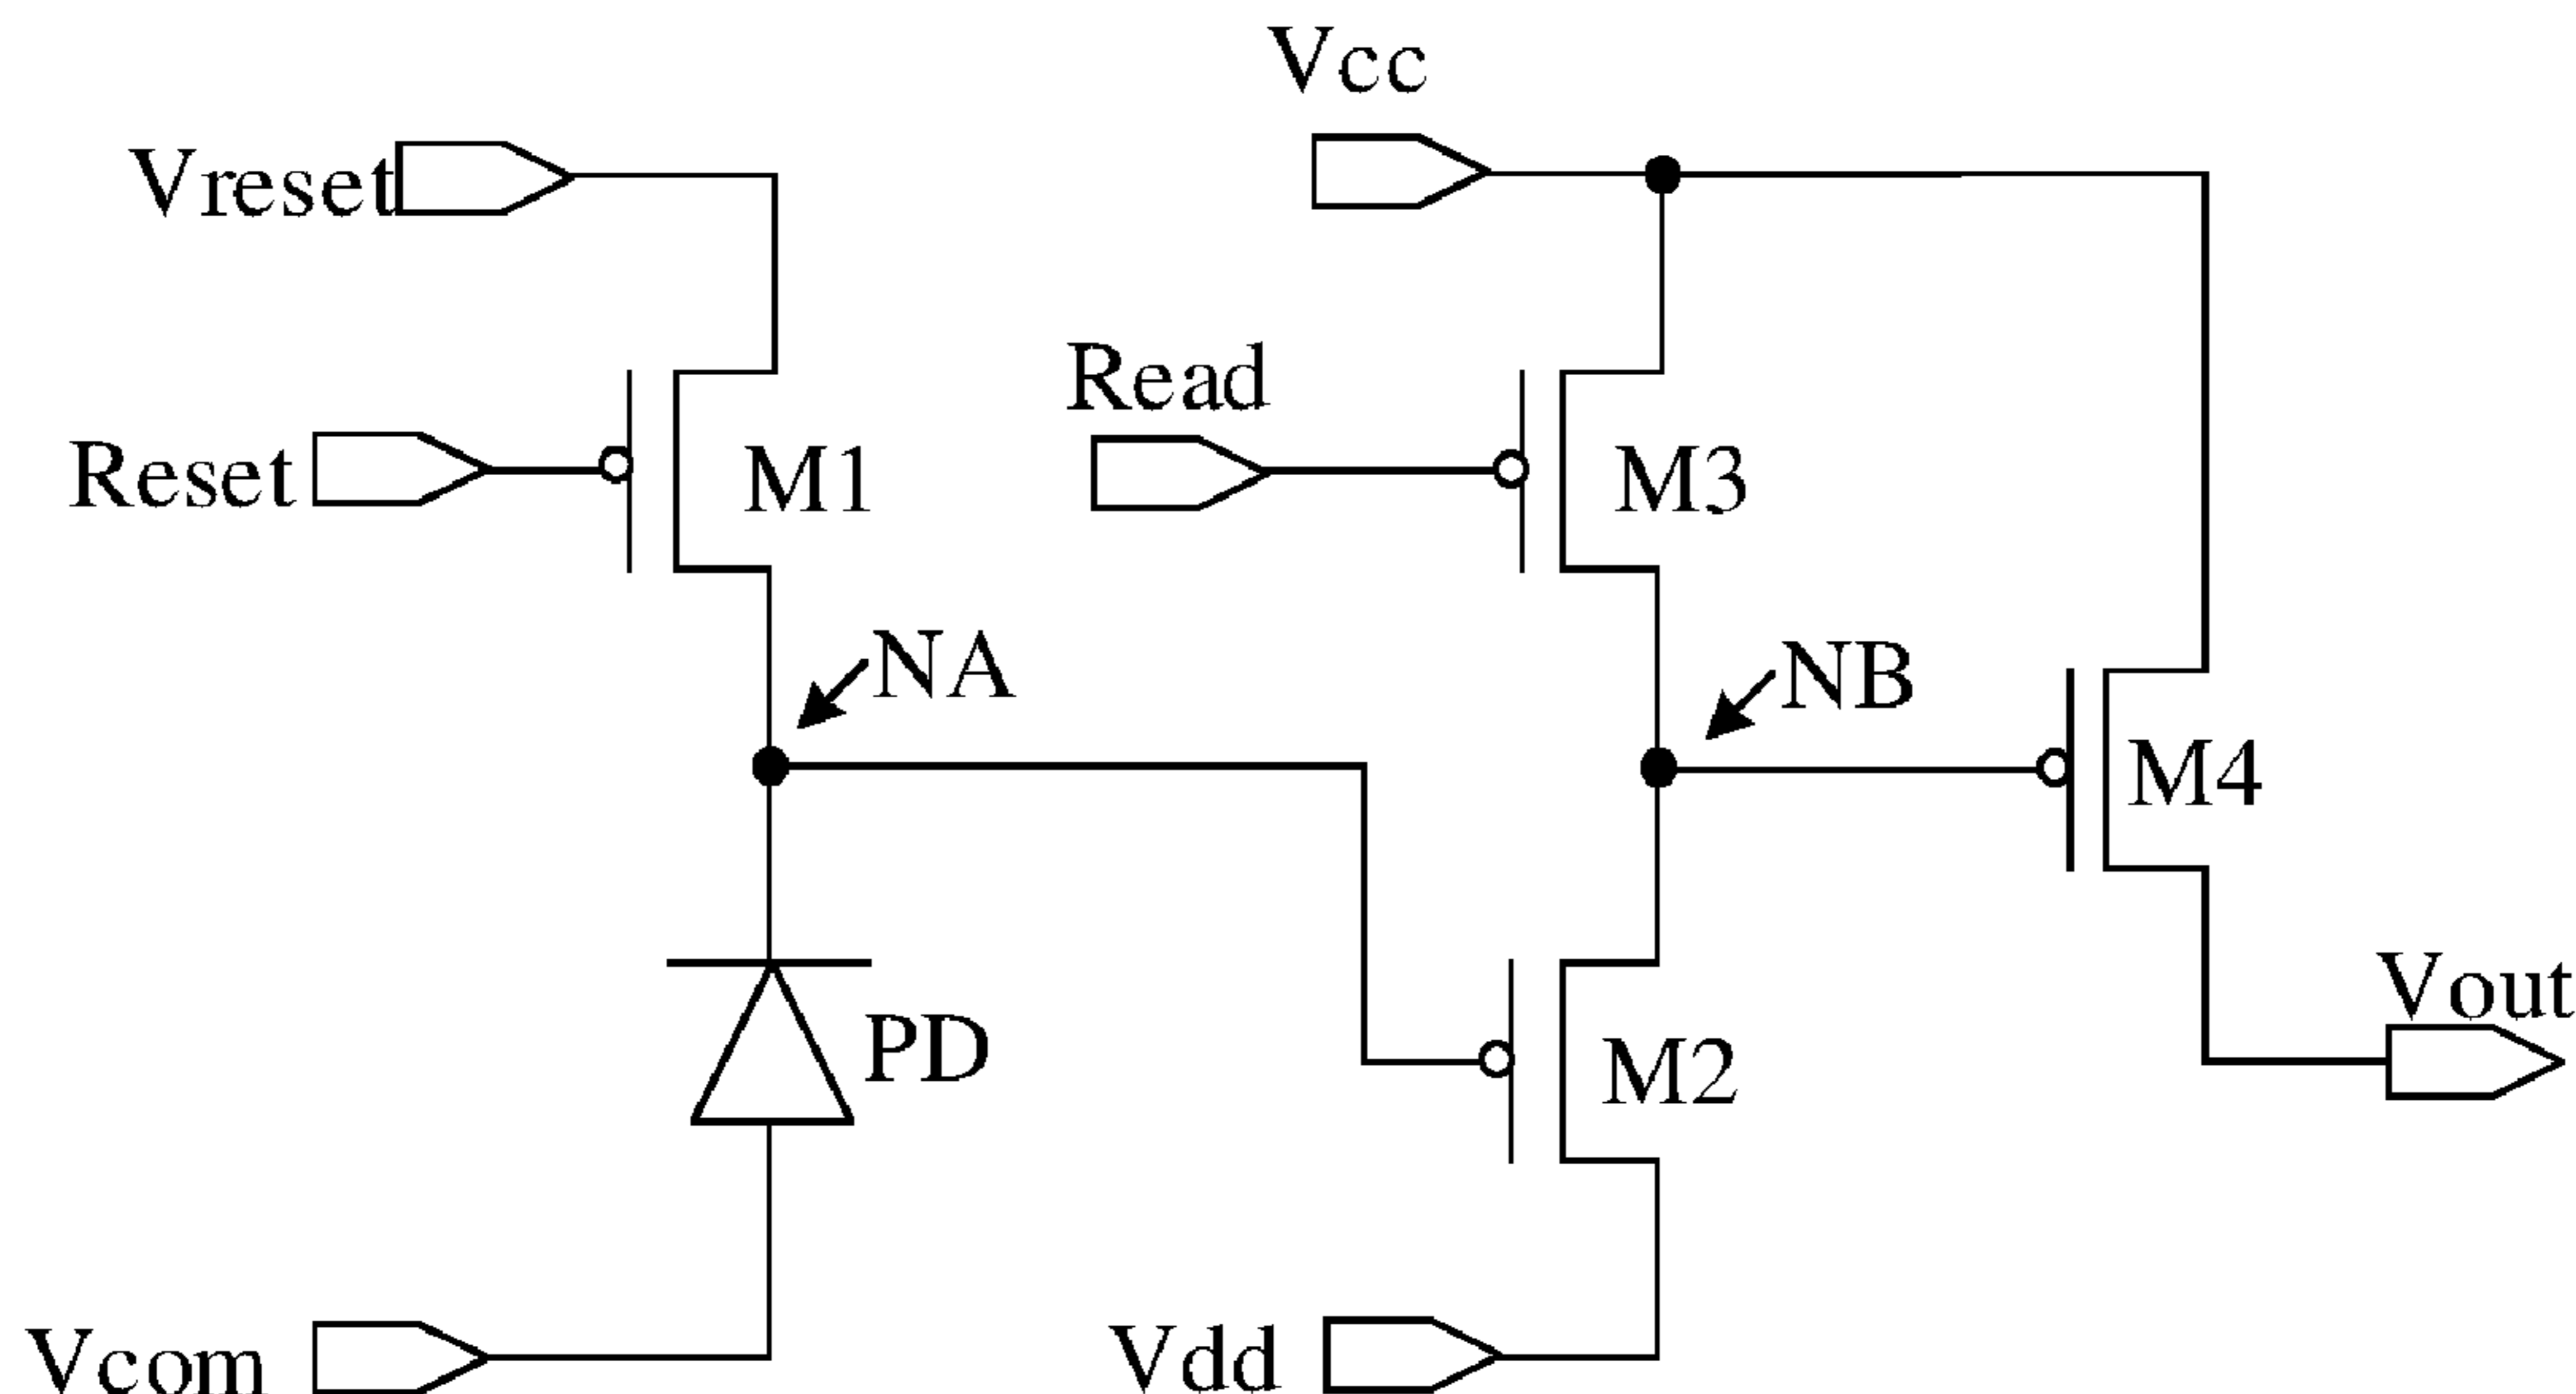 Vcc
Vreset
Read
Reset
M1
M3
NA
NB
M4
Vout
PD
M2
Vcom
Vdd